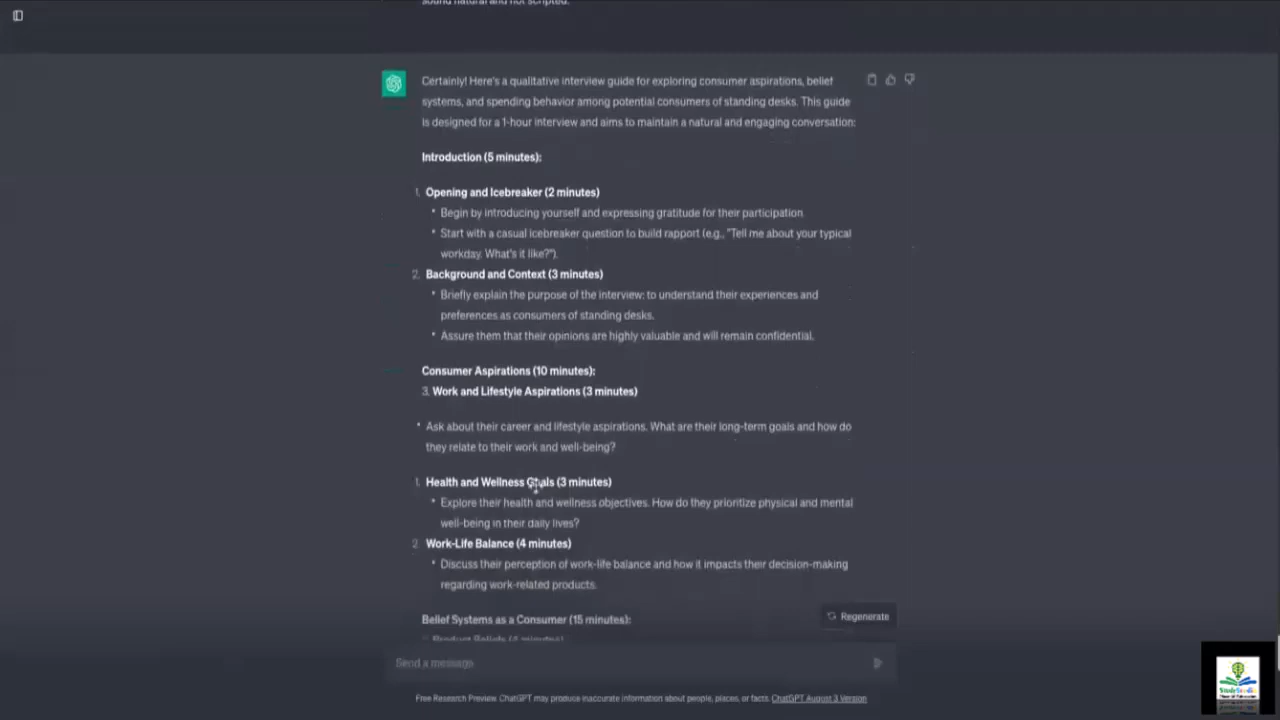 sound natural and not scripted.
Certainly! Here's a qualitative interview guide for exploring consumer aspirations, belief
systems, and spending behavior among potential consumers of standing desks. This guide
is designed for a 1-hour interview and aims to maintain a natural and engaging conversation:
Introduction (5 minutes):
1. Opening and Icebreaker (2 minutes)
• Begin by introducing yourself and expressing gratitude for their participation
• Start with a casual icebreaker question to build rapport (e.g., "Tell me about your typical
workday. What's it like?").
2. Background and Context (3 minutes)
• Briefly explain the purpose of the interview: to understand their experiences and
preferences as consumers of standing desks.
• Assure them that their opinions are highly valuable and will remain confidential.
Consumer Aspirations (10 minutes):
3. Work and Lifestyle Aspirations (3 minutes)
• Ask about their career and lifestyle aspirations. What are their long-term goals and how do
they relate to their work and well-being?
1. Health and Wellness Goals (3 minutes)
• Explore their health and wellness objectives. How do they prioritize physical and mental
well-being in their daily lives?
2. Work-Life Balance (4 minutes)
• Discuss their perception of work-life balance and how it impacts their decision-making
regarding work-related products.
Belief Systems as a Consumer (15 minutes):
Product Beliefs (4 minutes)
Regenerate
Send a message
Free Research Preview. ChatGPT may produce inaccurate information about people, places, or facts. ChatGPT August 3 Version